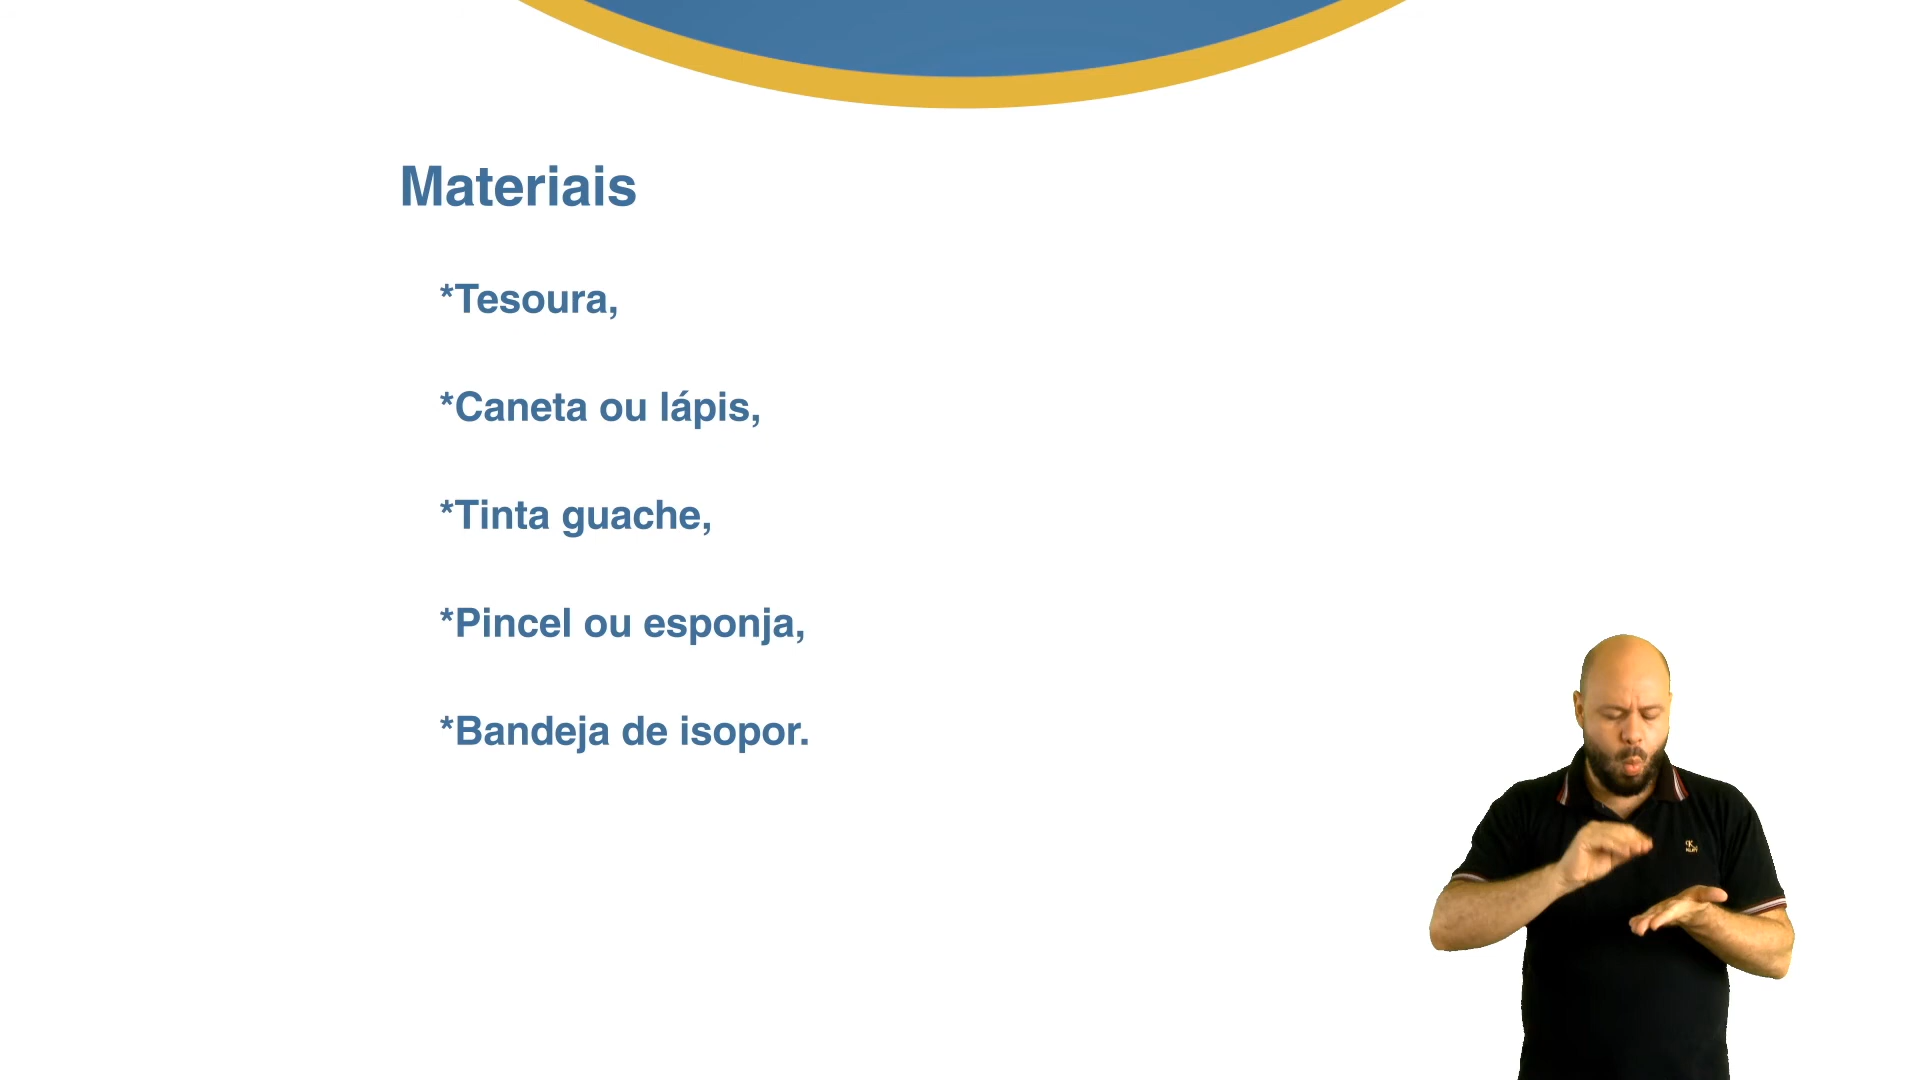 Materiais
*Tesoura,
*Caneta ou lápis,
*Tinta guache,
*Pincel ou esponja,
*Bandeja de isopor.